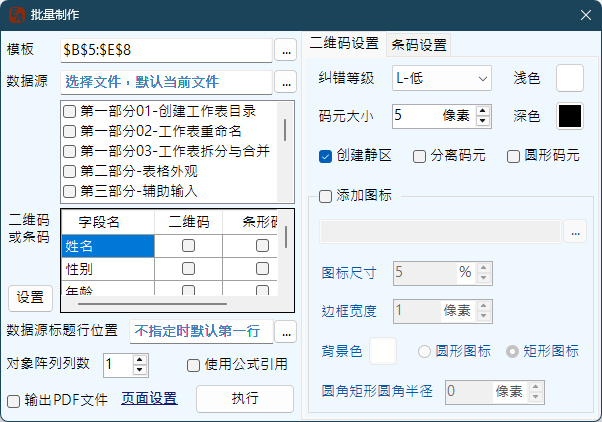 批量制作
模板 $B$5:$E$8 ...
数据源 选择文件，默认当前文件 ...
第一部分01-创建工作表目录
第一部分02-工作表重命名
第一部分03-工作表拆分与合并
第二部分-表格外观
第三部分-辅助输入
二维码
或条码
字段名 二维码 条形码
姓名
性别
年龄
设置
数据源标题行位置 不指定时默认第一行 ...
对象阵列列数 1 使用公式引用
输出PDF文件 页面设置 执行
二维码设置 条码设置
纠错等级 L-低 浅色
码元大小 5 像素 深色
创建静区 分离码元 圆形码元
添加图标
...
图标尺寸 5 %
边框宽度 1 像素
背景色 圆形图标 矩形图标
圆角矩形圆角半径 0 像素